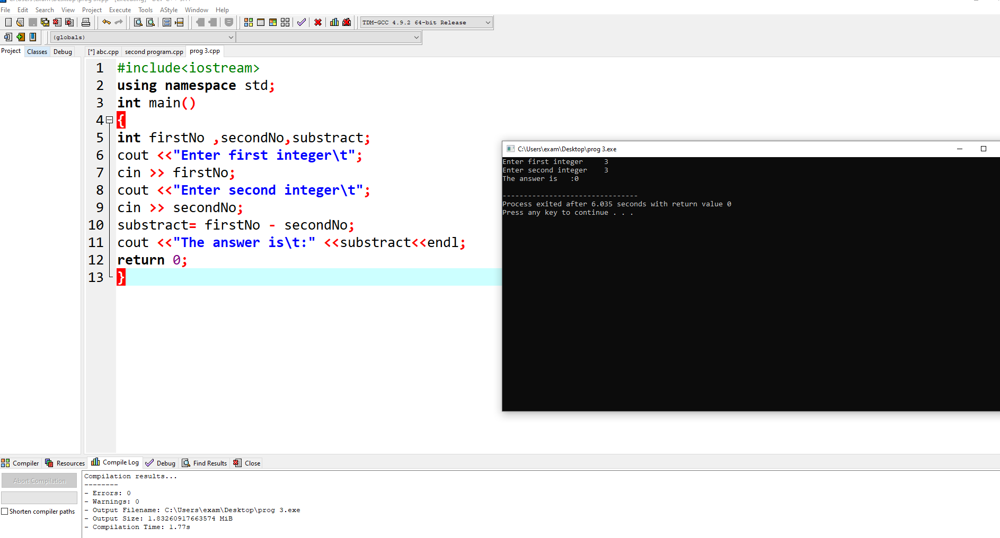 File Edit Search View Project Execute Tools AStyle Window Help
TDM-GCC 4.9.2 64-bit Release
(globals)
Project Classes Debug
[*] abc.cpp second program.cpp prog 3.cpp
1 #include<iostream>
2 using namespace std;
3 int main()
4 {
5 int firstNo ,secondNo,substract;
6 cout <<"Enter first integer\t";
7 cin >> firstNo;
8 cout <<"Enter second integer\t";
9 cin >> secondNo;
10 substract= firstNo - secondNo;
11 cout <<"The answer is\t:" <<substract<<endl;
12 return 0;
13 }
C:\Users\exam\Desktop\prog 3.exe
Enter first integer 3
Enter second integer 3
The answer is :0
--------------------------------
Process exited after 6.035 seconds with return value 0
Press any key to continue . . .
Compiler Resources Compile Log Debug Find Results Close
Abort Compilation
Shorten compiler paths
Compilation results...
--------
- Errors: 0
- Warnings: 0
- Output Filename: C:\Users\exam\Desktop\prog 3.exe
- Output Size: 1.83260917663574 MiB
- Compilation Time: 1.77s